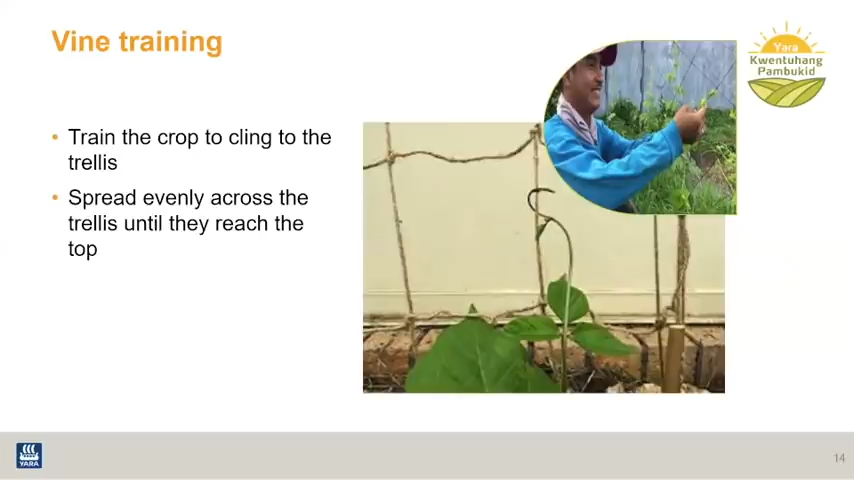 Vine training
Yara
Kwentuhang
Pambukid
• Train the crop to cling to the
trellis
• Spread evenly across the
trellis until they reach the
top
YARA
14